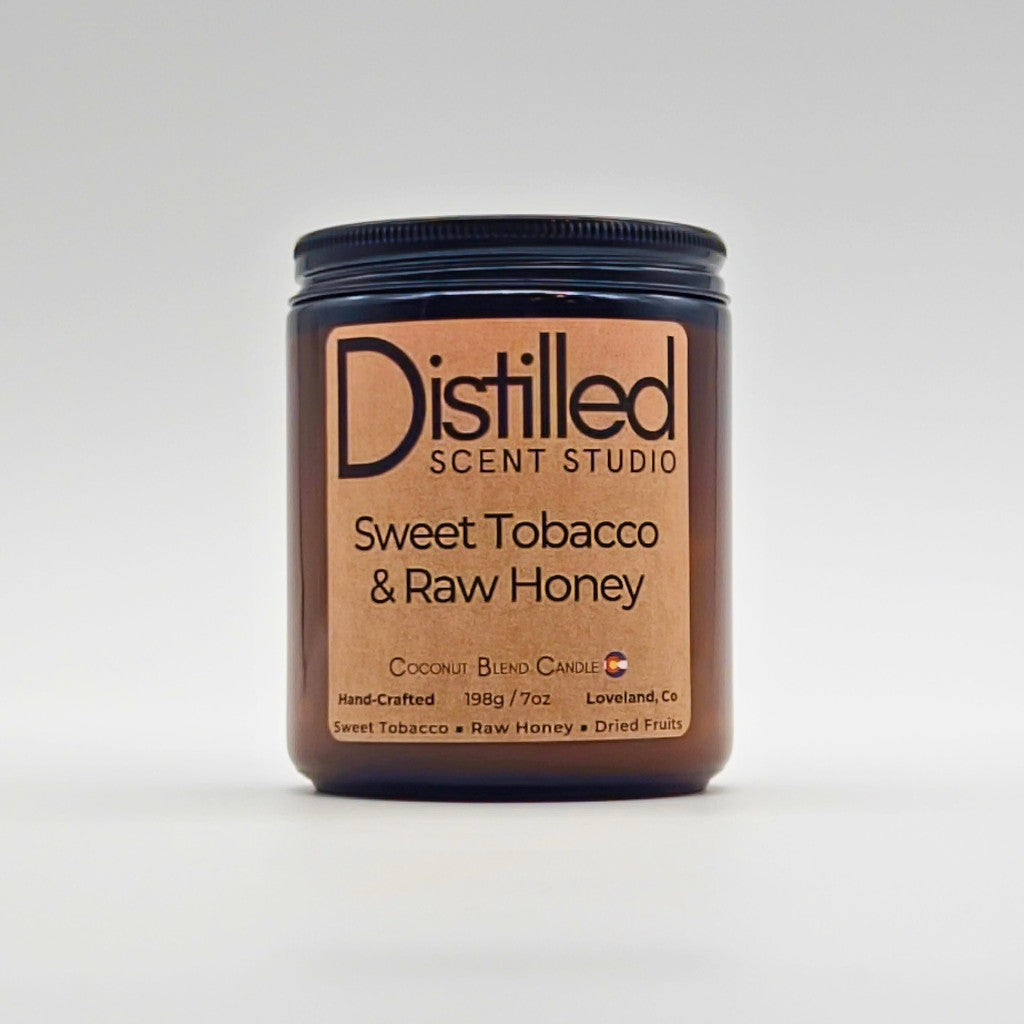 Distilled
SCENT STUDIO
Sweet Tobacco
& Raw Honey
Coconut Blend Candle
Hand-Crafted 198g / 7oz Loveland, Co
Sweet Tobacco ▪ Raw Honey ▪ Dried Fruits